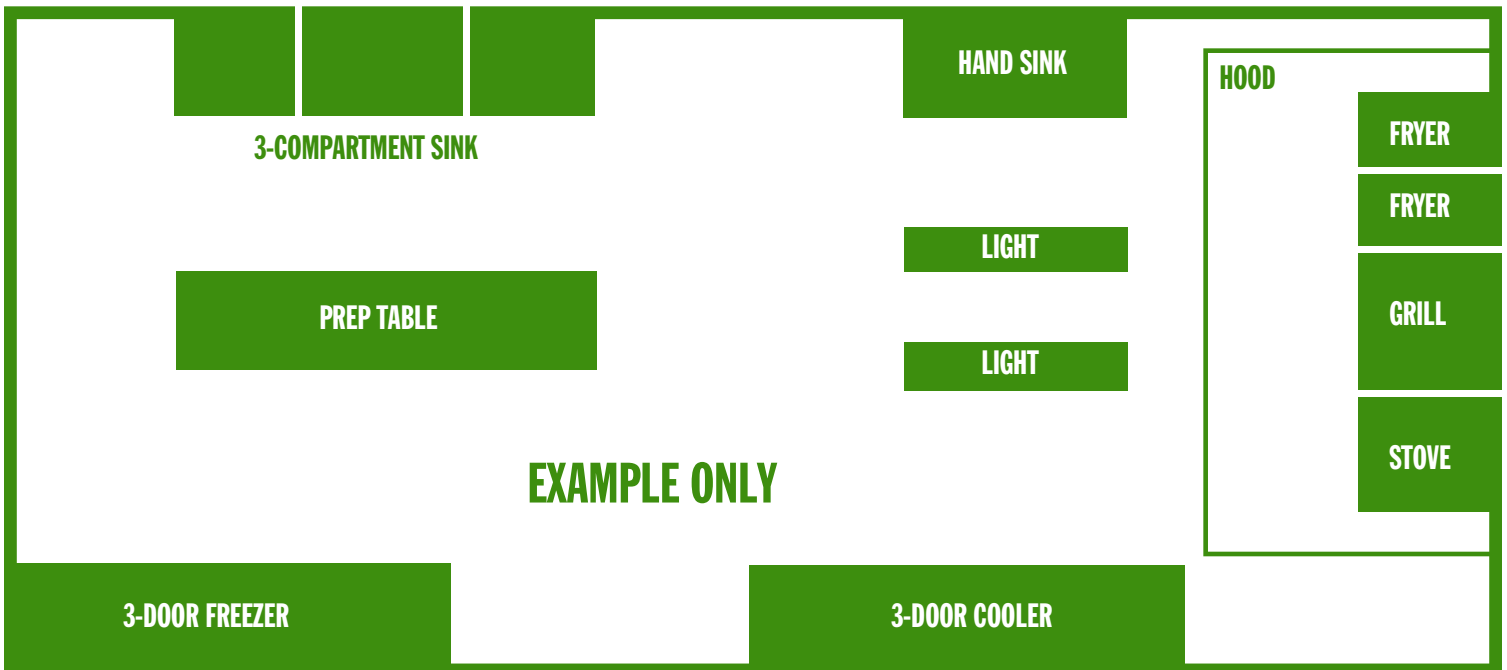 HAND SINK
HOOD
FRYER
3-COMPARTMENT SINK
FRYER
LIGHT
PREP TABLE
GRILL
LIGHT
STOVE
EXAMPLE ONLY
3-DOOR FREEZER
3-DOOR COOLER